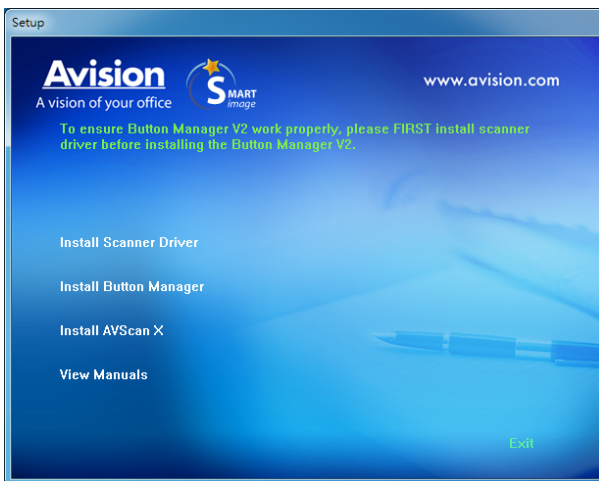 Setup
Avision
A vision of your office
SMART
image
www.avision.com
To ensure Button Manager V2 work properly, please FIRST install scanner
driver before installing the Button Manager V2.
Install Scanner Driver
Install Button Manager
Install AVScan X
View Manuals
Exit